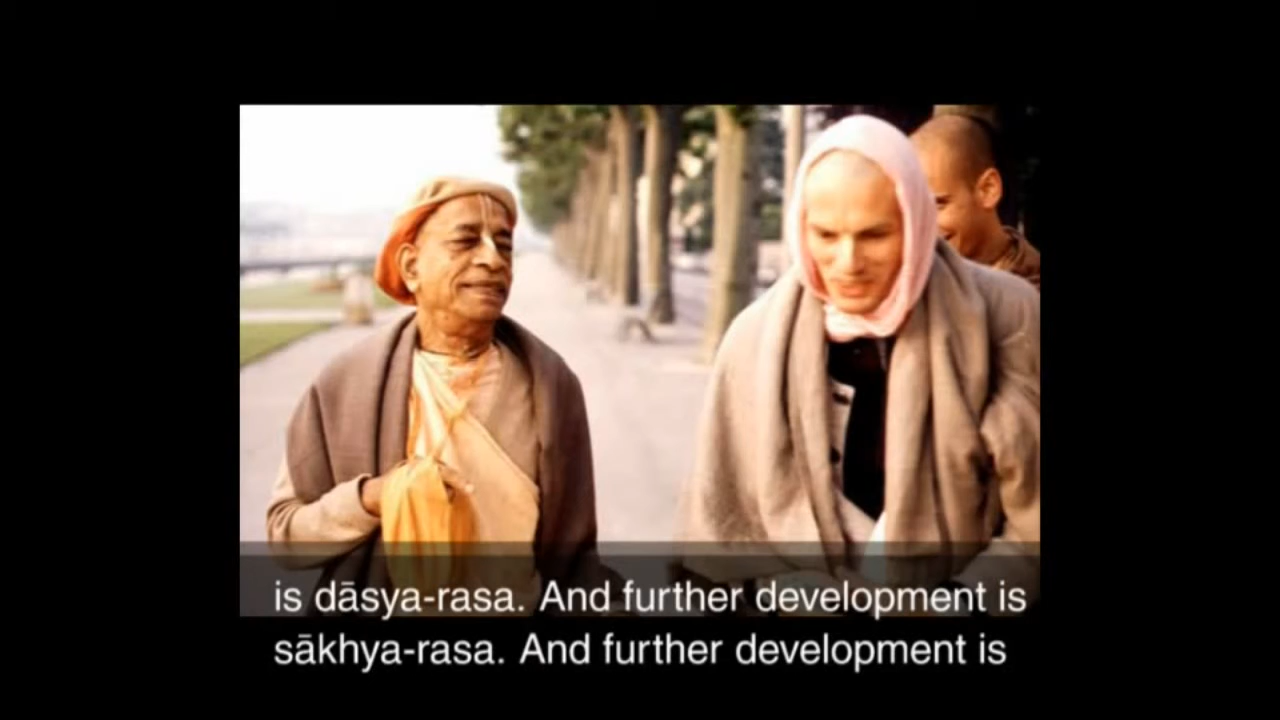 is dāsya-rasa. And further development is
sākhya-rasa. And further development is